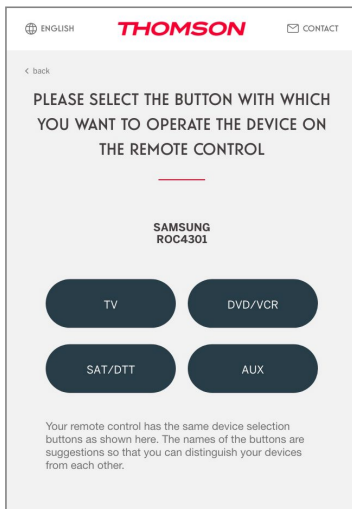 ENGLISH THOMSON CONTACT
< back
PLEASE SELECT THE BUTTON WITH WHICH
YOU WANT TO OPERATE THE DEVICE ON
THE REMOTE CONTROL
SAMSUNG
ROC4301
TV DVD/VCR
SAT/DTT AUX
Your remote control has the same device selection
buttons as shown here. The names of the buttons are
suggestions so that you can distinguish your devices
from each other.